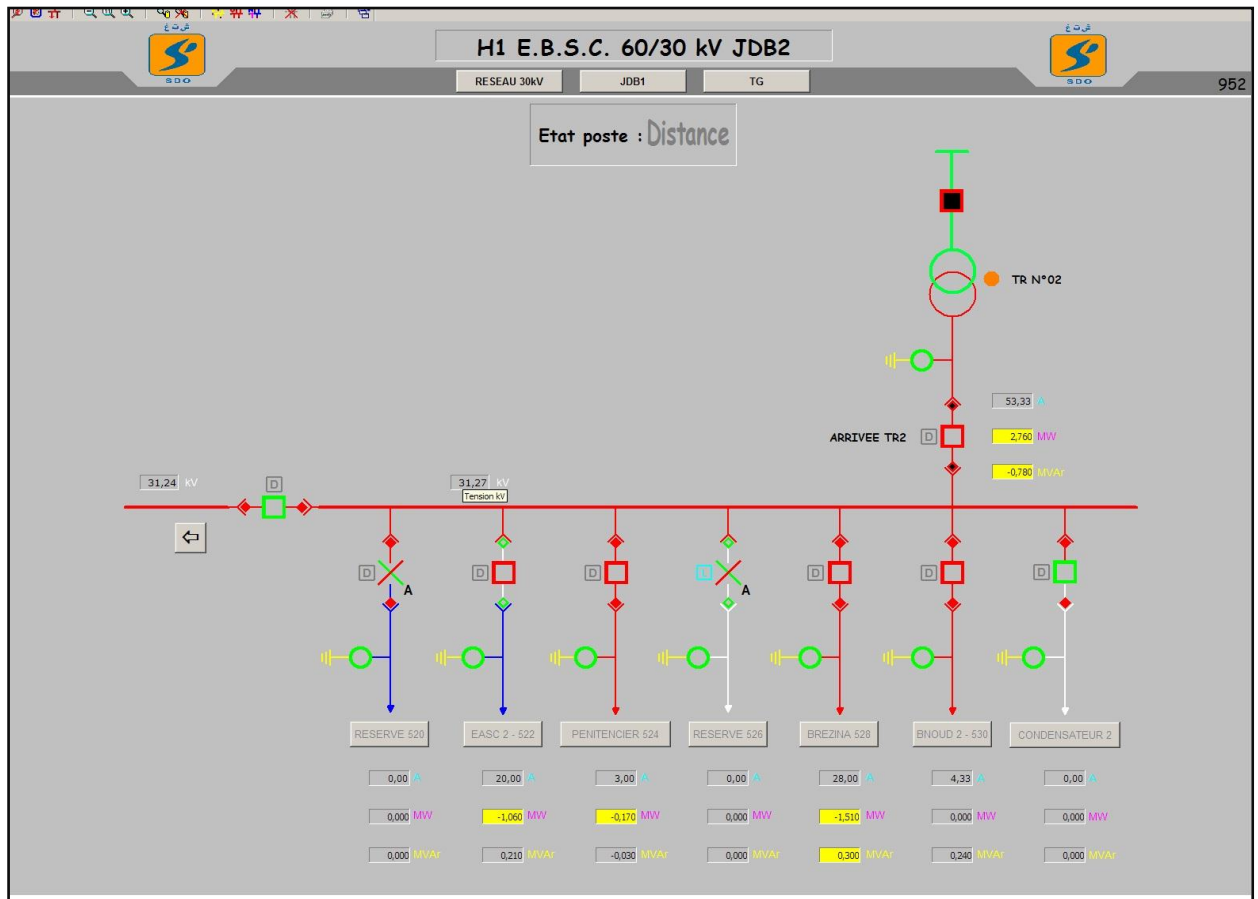 ش ت غ
H1 E.B.S.C. 60/30 kV JDB2
ش ت غ
SDO
SDO
RESEAU 30kV JDB1 TG
952
Etat poste : Distance
TR N°02
53,33 A
ARRIVEE TR2 D 2,760 MW
-0,780 MVAr
31,24 kV D 31,27 kV
Tension kV
D D D L D D D
A A
RESERVE 520 EASC 2 - 522 PENITENCIER 524 RESERVE 526 BREZINA 528 BNOUD 2 - 530 CONDENSATEUR 2
0,00 A 20,00 A 3,00 A 0,00 A 28,00 A 4,33 A 0,00 A
0,000 MW -1,060 MW -0,170 MW 0,000 MW -1,510 MW 0,000 MW 0,000 MW
0,000 MVAr 0,210 MVAr -0,030 MVAr 0,000 MVAr 0,300 MVAr 0,240 MVAr 0,000 MVAr